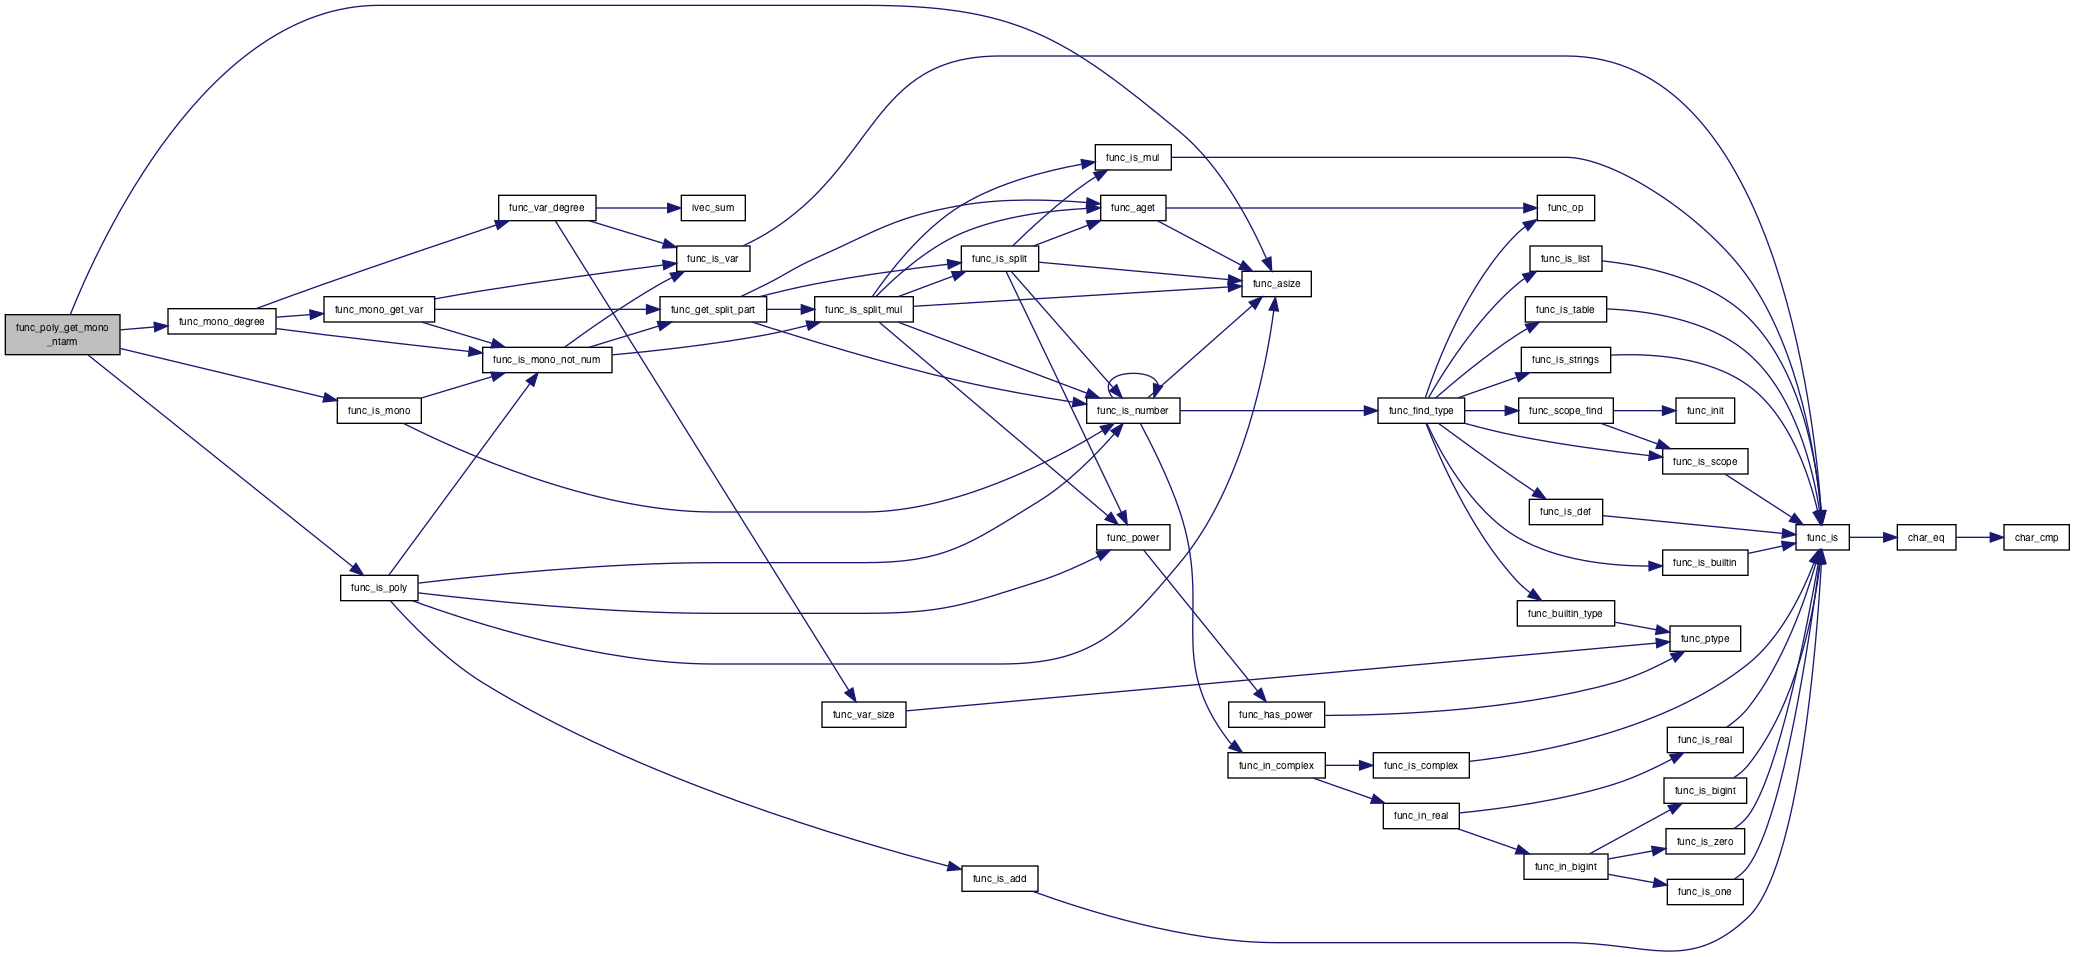 func_poly_get_mono
_ntarm
func_mono_degree
func_is_mono
func_is_poly
func_mono_get_var
func_var_degree
func_is_mono_not_num
ivec_sum
func_is_var
func_get_split_part
func_is_split_mul
func_var_size
func_is_split
func_is_add
func_is_mul
func_aget
func_is_number
func_power
func_asize
func_has_power
func_in_complex
func_find_type
func_is_complex
func_in_real
func_op
func_is_list
func_is_table
func_is_strings
func_scope_find
func_is_def
func_builtin_type
func_in_bigint
func_init
func_is_scope
func_is_builtin
func_ptype
func_is_real
func_is_bigint
func_is_zero
func_is_one
func_is
char_eq
char_cmp